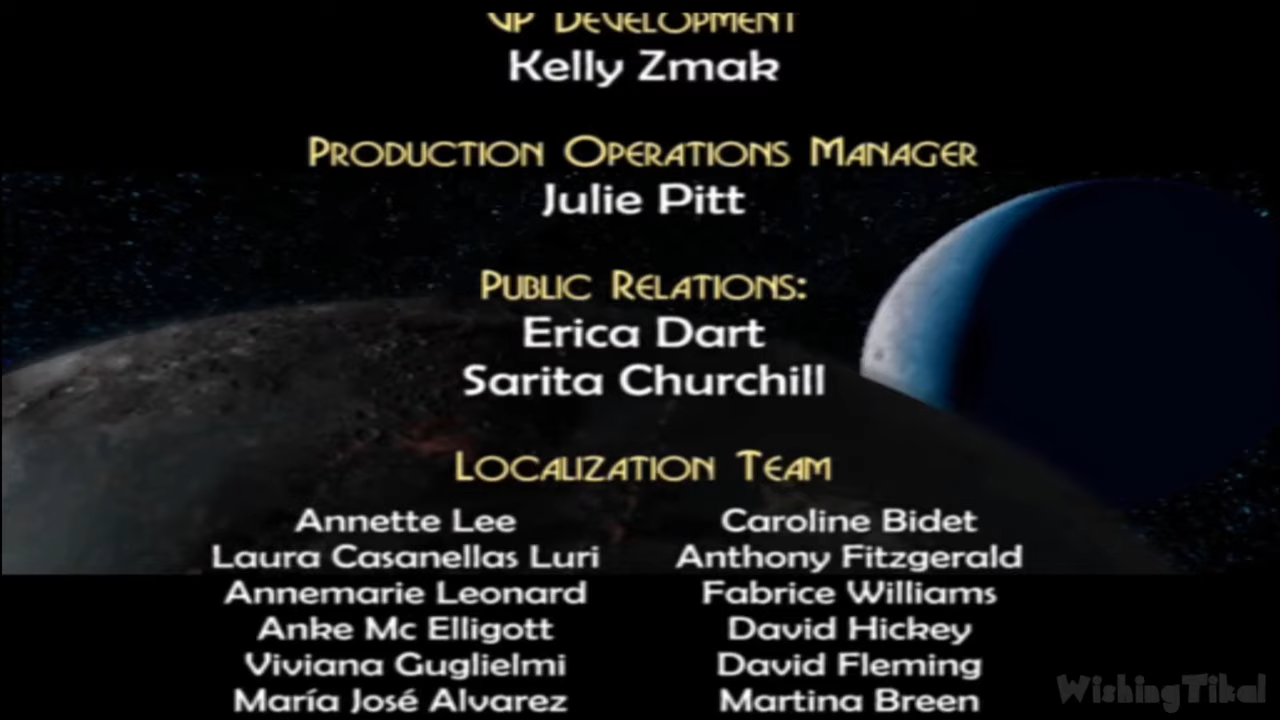 VP Development
Kelly Zmak
Production Operations Manager
Julie Pitt
Public Relations:
Erica Dart
Sarita Churchill
Localization Team
Annette Lee
Caroline Bidet
Laura Casanellas Luri
Anthony Fitzgerald
Annemarie Leonard
Fabrice Williams
Anke Mc Elligott
David Hickey
Viviana Guglielmi
David Fleming
María José Alvarez
Martina Breen
WishingTikal